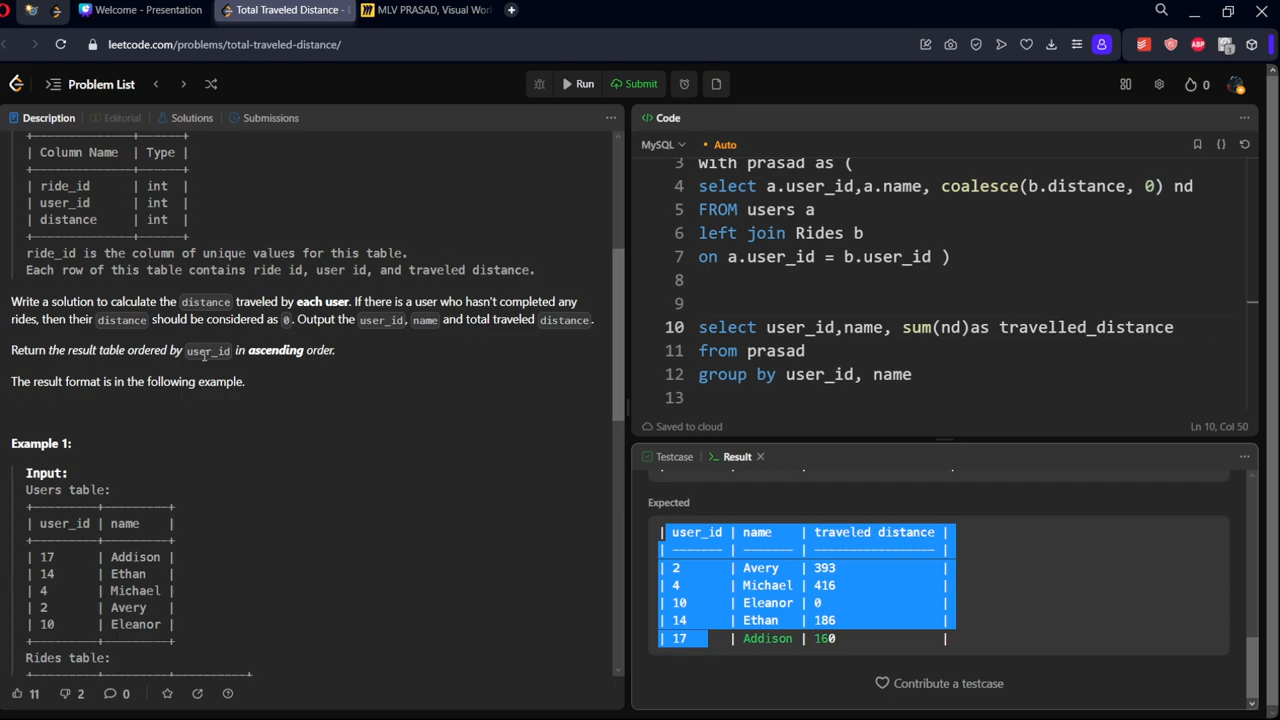 Welcome - Presentation
Total Traveled Distance -
MLV PRASAD, Visual Wor
leetcode.com/problems/total-traveled-distance/
ABP
Problem List
Run
Submit
0
Description
Editorial
Solutions
Submissions
| Column Name | Type |
| ride_id | int |
| user_id | int |
| distance | int |
ride_id is the column of unique values for this table.
Each row of this table contains ride id, user id, and traveled distance.
Write a solution to calculate the distance traveled by each user. If there is a user who hasn't completed any
rides, then their distance should be considered as 0. Output the user_id, name and total traveled distance.
Return the result table ordered by user_id in ascending order.
The result format is in the following example.
Example 1:
Input:
Users table:
| user_id | name |
| 17 | Addison |
| 14 | Ethan |
| 4 | Michael |
| 2 | Avery |
| 10 | Eleanor |
Rides table:
11
2
0
Code
MySQL
Auto
3 with prasad as (
4 select a.user_id,a.name, coalesce(b.distance, 0) nd
5 FROM users a
6 left join Rides b
7 on a.user_id = b.user_id )
8
9
10 select user_id,name, sum(nd)as travelled_distance
11 from prasad
12 group by user_id, name
13
Saved to cloud
Ln 10, Col 50
Testcase
Result
Expected
| user_id | name | traveled distance |
| ------- | ------- | ----------------- |
| 2 | Avery | 393 |
| 4 | Michael | 416 |
| 10 | Eleanor | 0 |
| 14 | Ethan | 186 |
| 17 | Addison | 160 |
Contribute a testcase